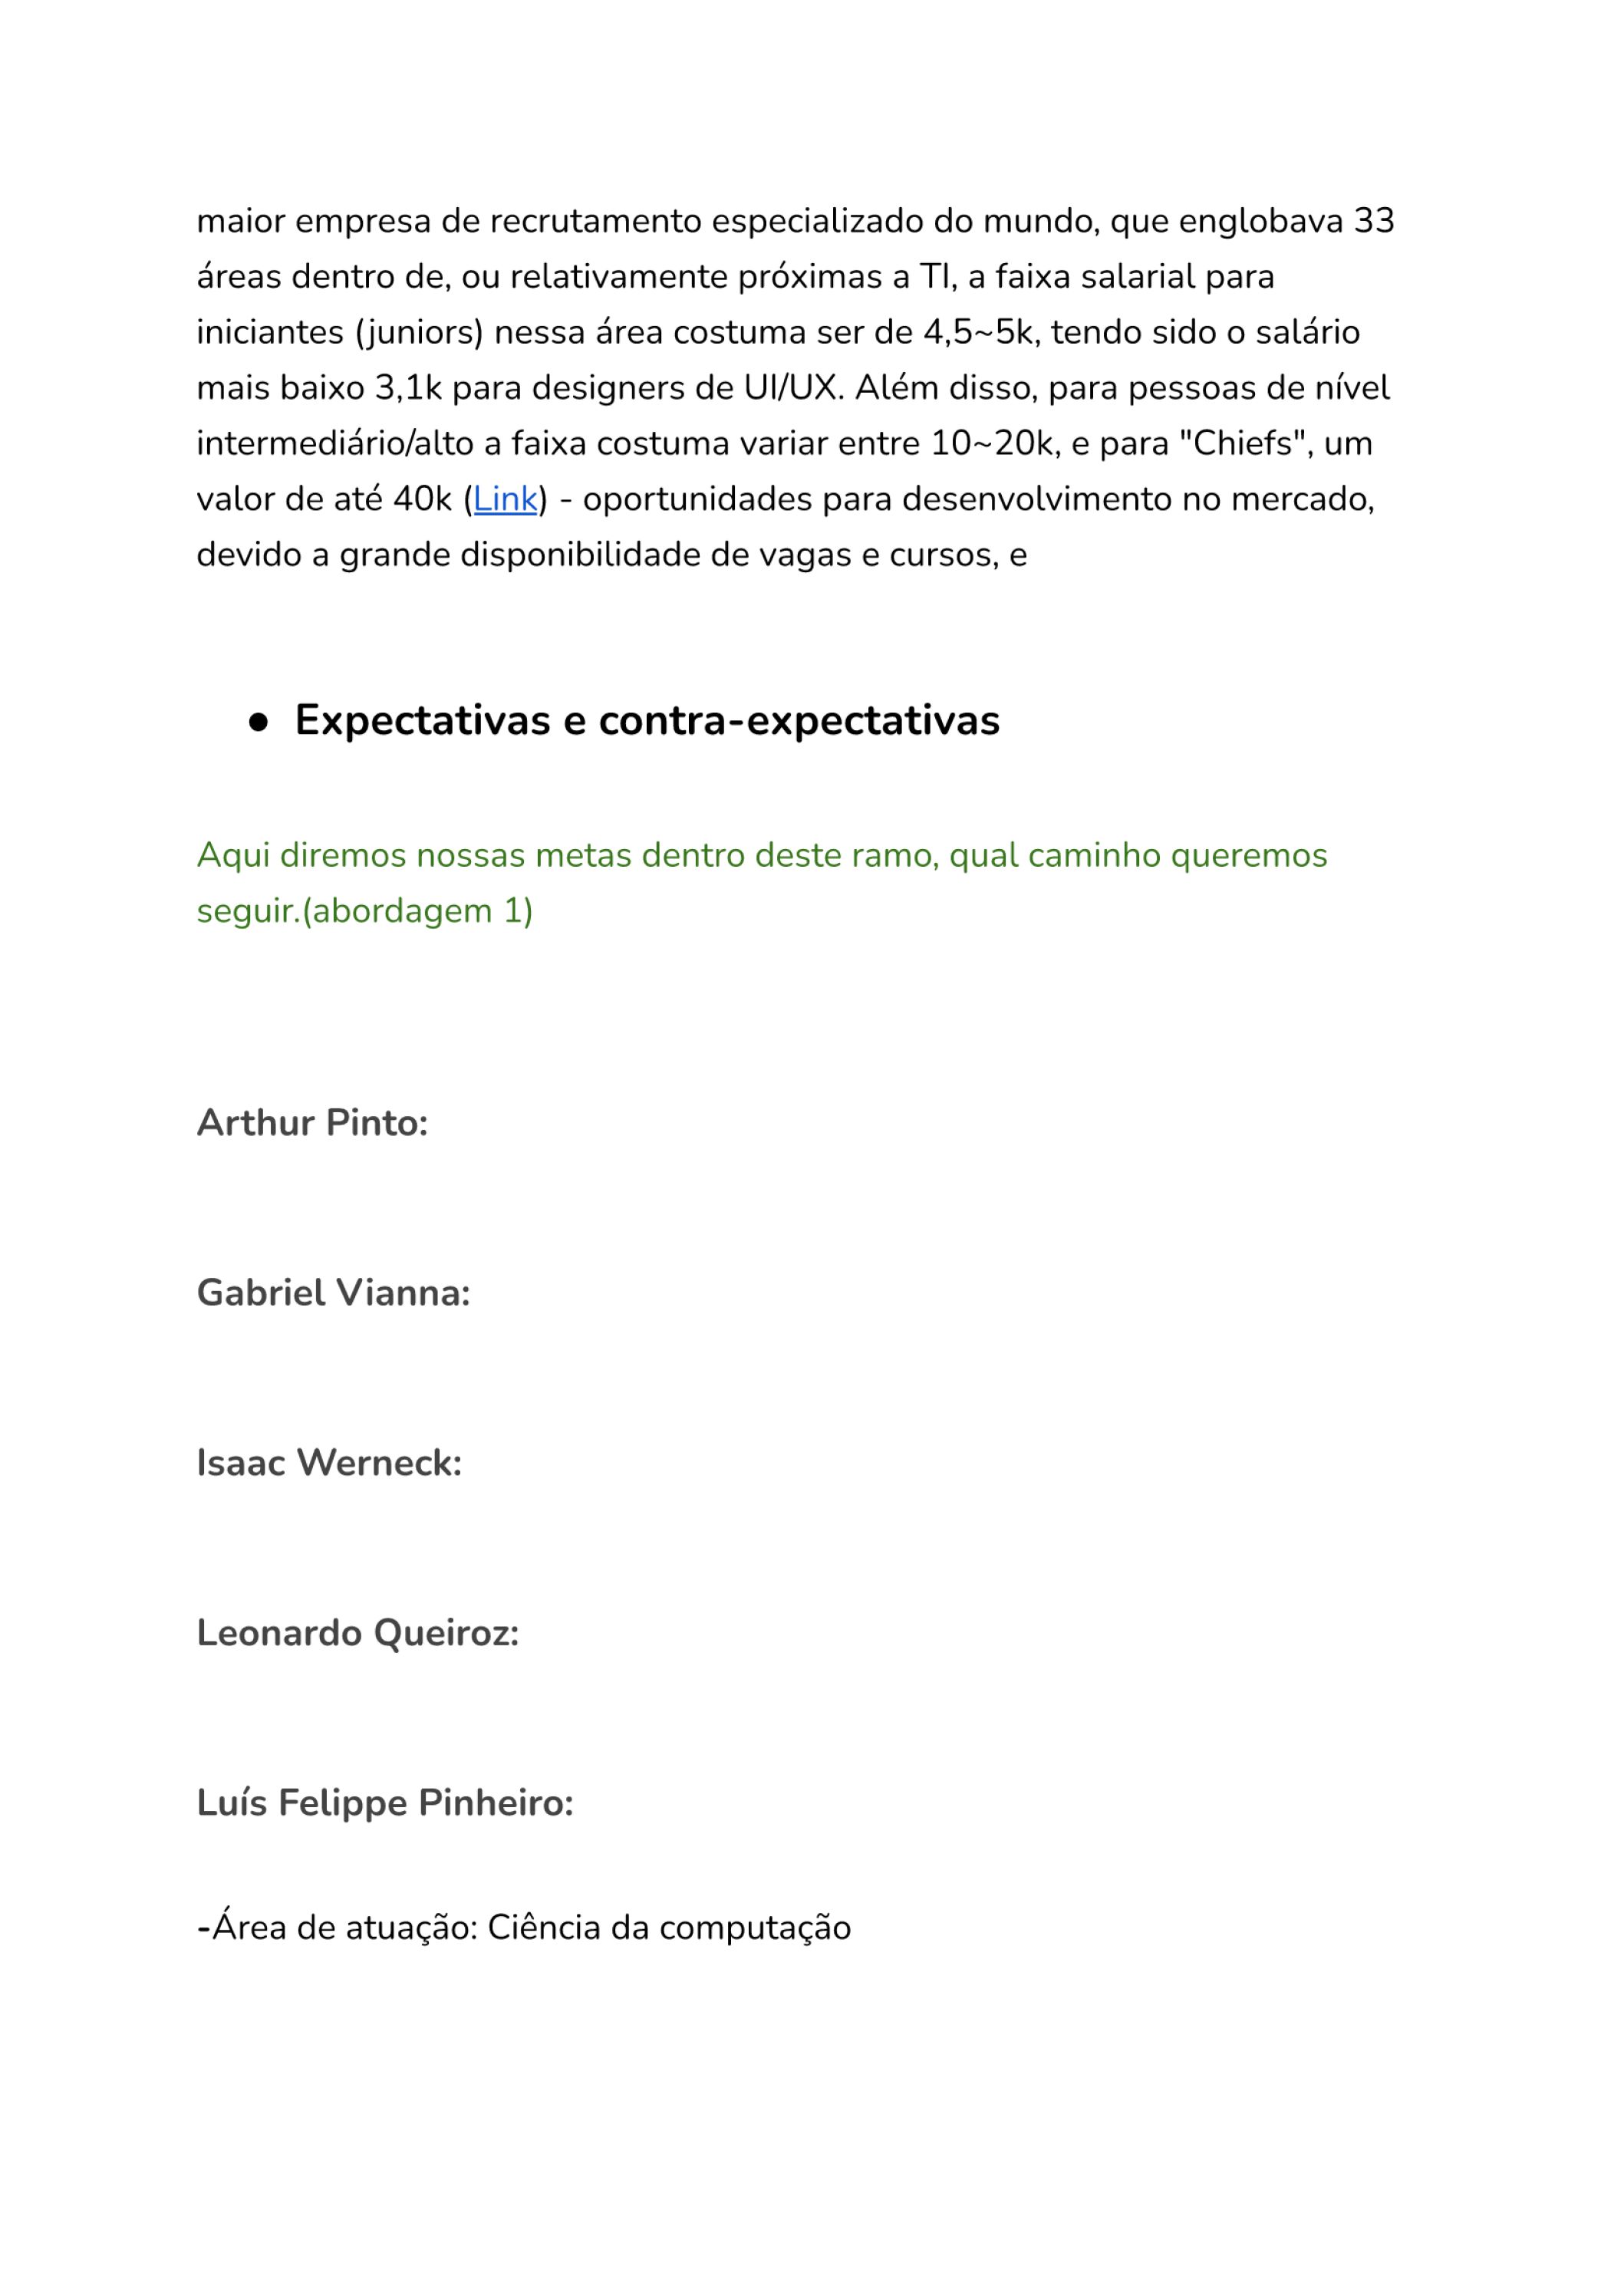 maior empresa de recrutamento especializado do mundo, que englobava 33
áreas dentro de, ou relativamente próximas a TI, a faixa salarial para
iniciantes (juniors) nessa área costuma ser de 4,5~5k, tendo sido o salário
mais baixo 3,1k para designers de UI/UX. Além disso, para pessoas de nível
intermediário/alto a faixa costuma variar entre 10~20k, e para "Chiefs", um
valor de até 40k (Link) - oportunidades para desenvolvimento no mercado,
devido a grande disponibilidade de vagas e cursos, e
● Expectativas e contra-expectativas
Aqui diremos nossas metas dentro deste ramo, qual caminho queremos
seguir.(abordagem 1)
Arthur Pinto:
Gabriel Vianna:
Isaac Werneck:
Leonardo Queiroz:
Luís Felippe Pinheiro:
-Área de atuação: Ciência da computação